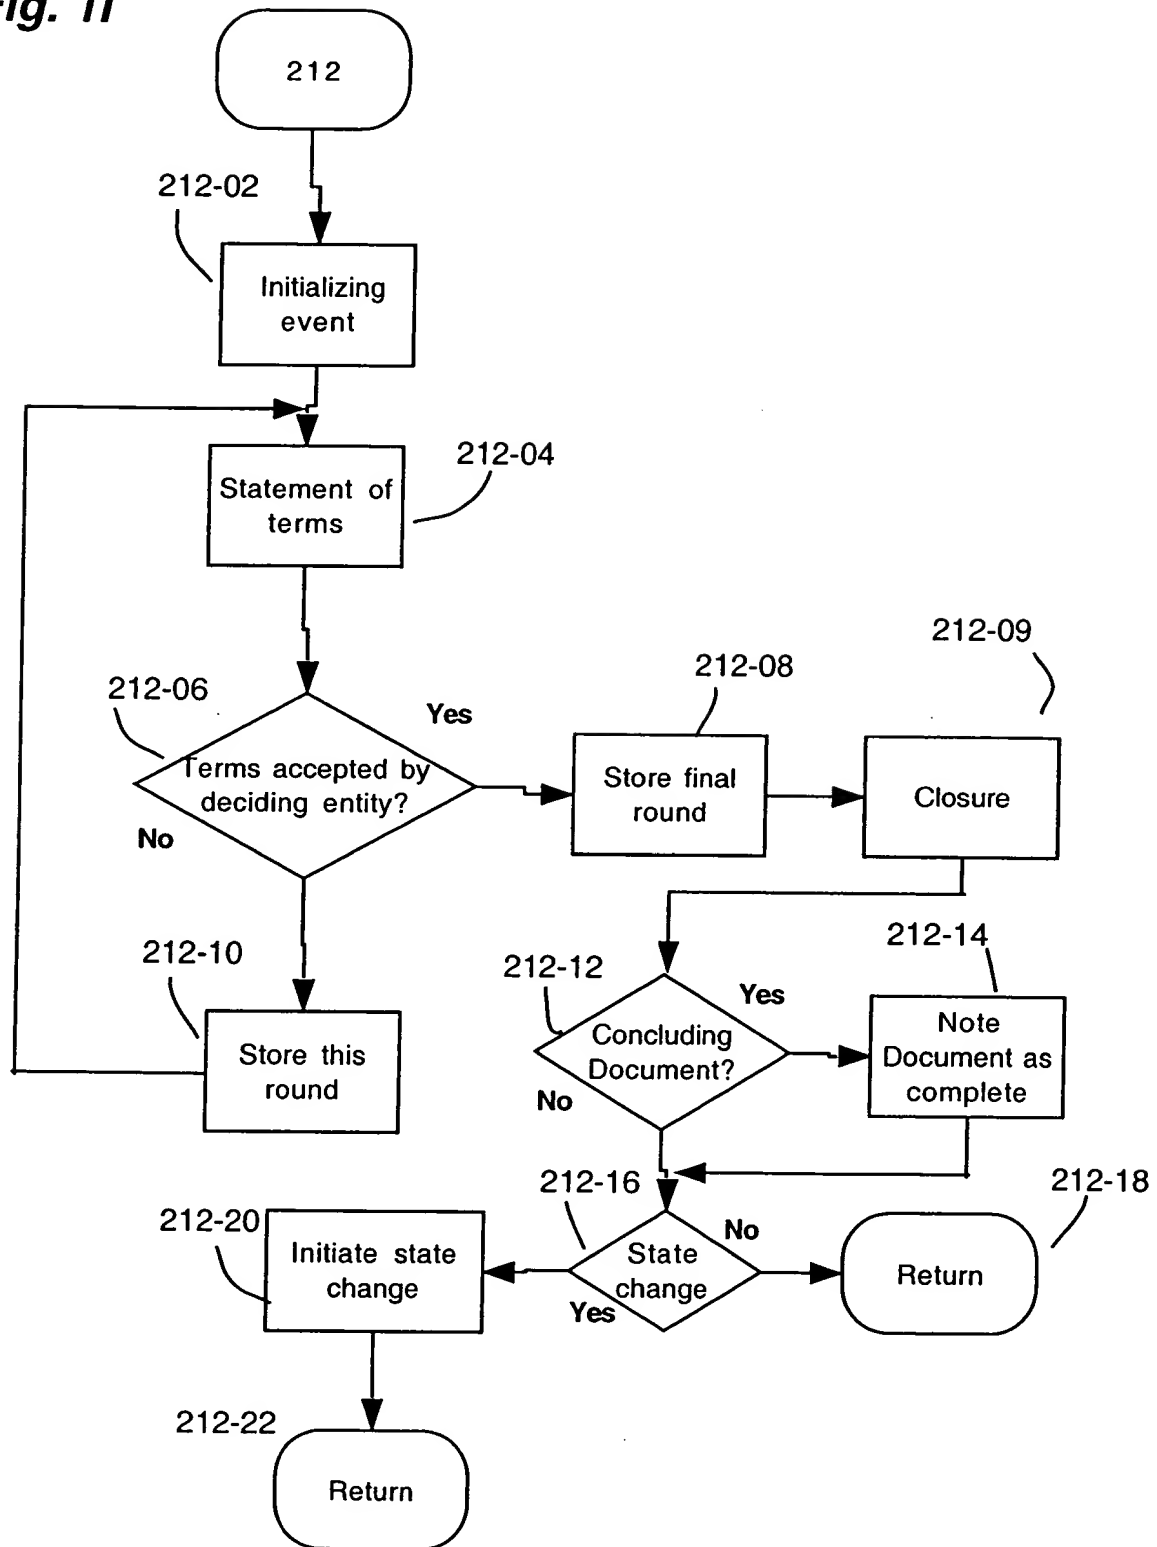 Fig. 11
212
212-02
Initializing
event
212-04
Statement of
terms
212-09
212-08
212-06
Yes
Terms accepted by
deciding entity?
Store final
round
Closure
No
212-10
212-14
212-12
Yes
Store this
round
Concluding
Document?
Note
Document as
complete
No
212-16
212-18
212-20
No
Initiate state
change
State
change
Return
Yes
212-22
Return